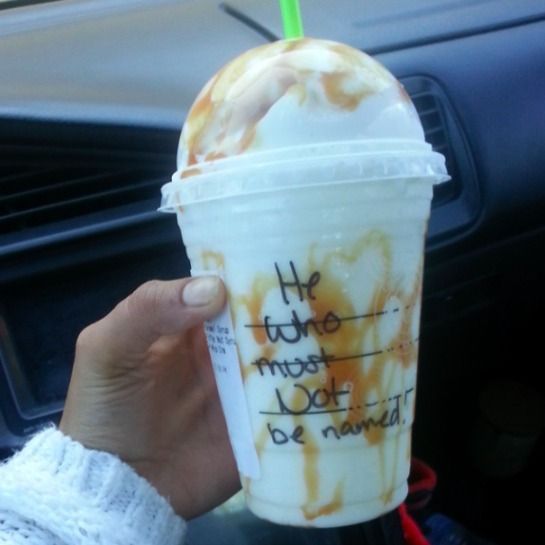 He
who
must
Not
be named.